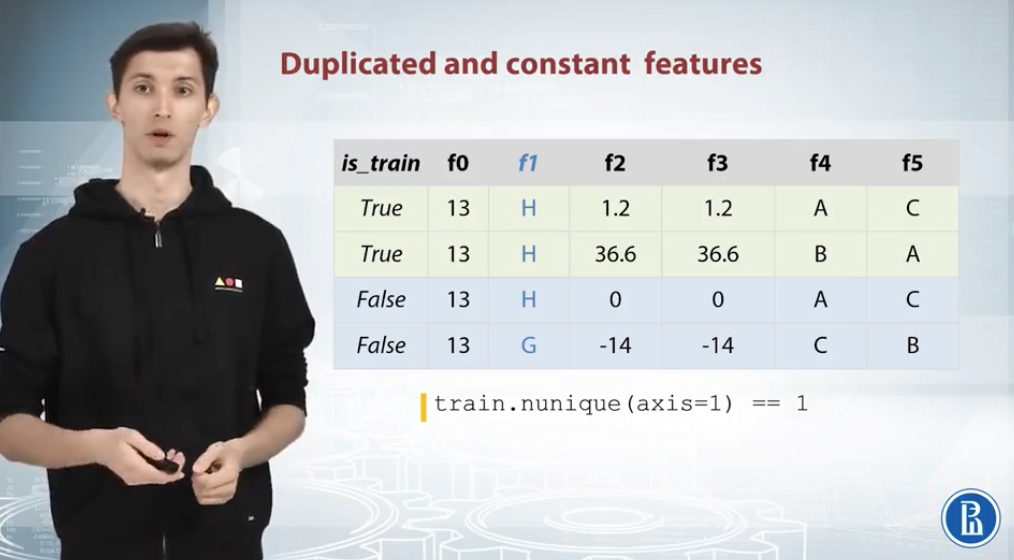 Duplicated and constant features
is_train f0 f1 f2 f3 f4 f5
True 13 H 1.2 1.2 A C
True 13 H 36.6 36.6 B A
False 13 H 0 0 A C
False 13 G -14 -14 C B
train.nunique(axis=1) == 1